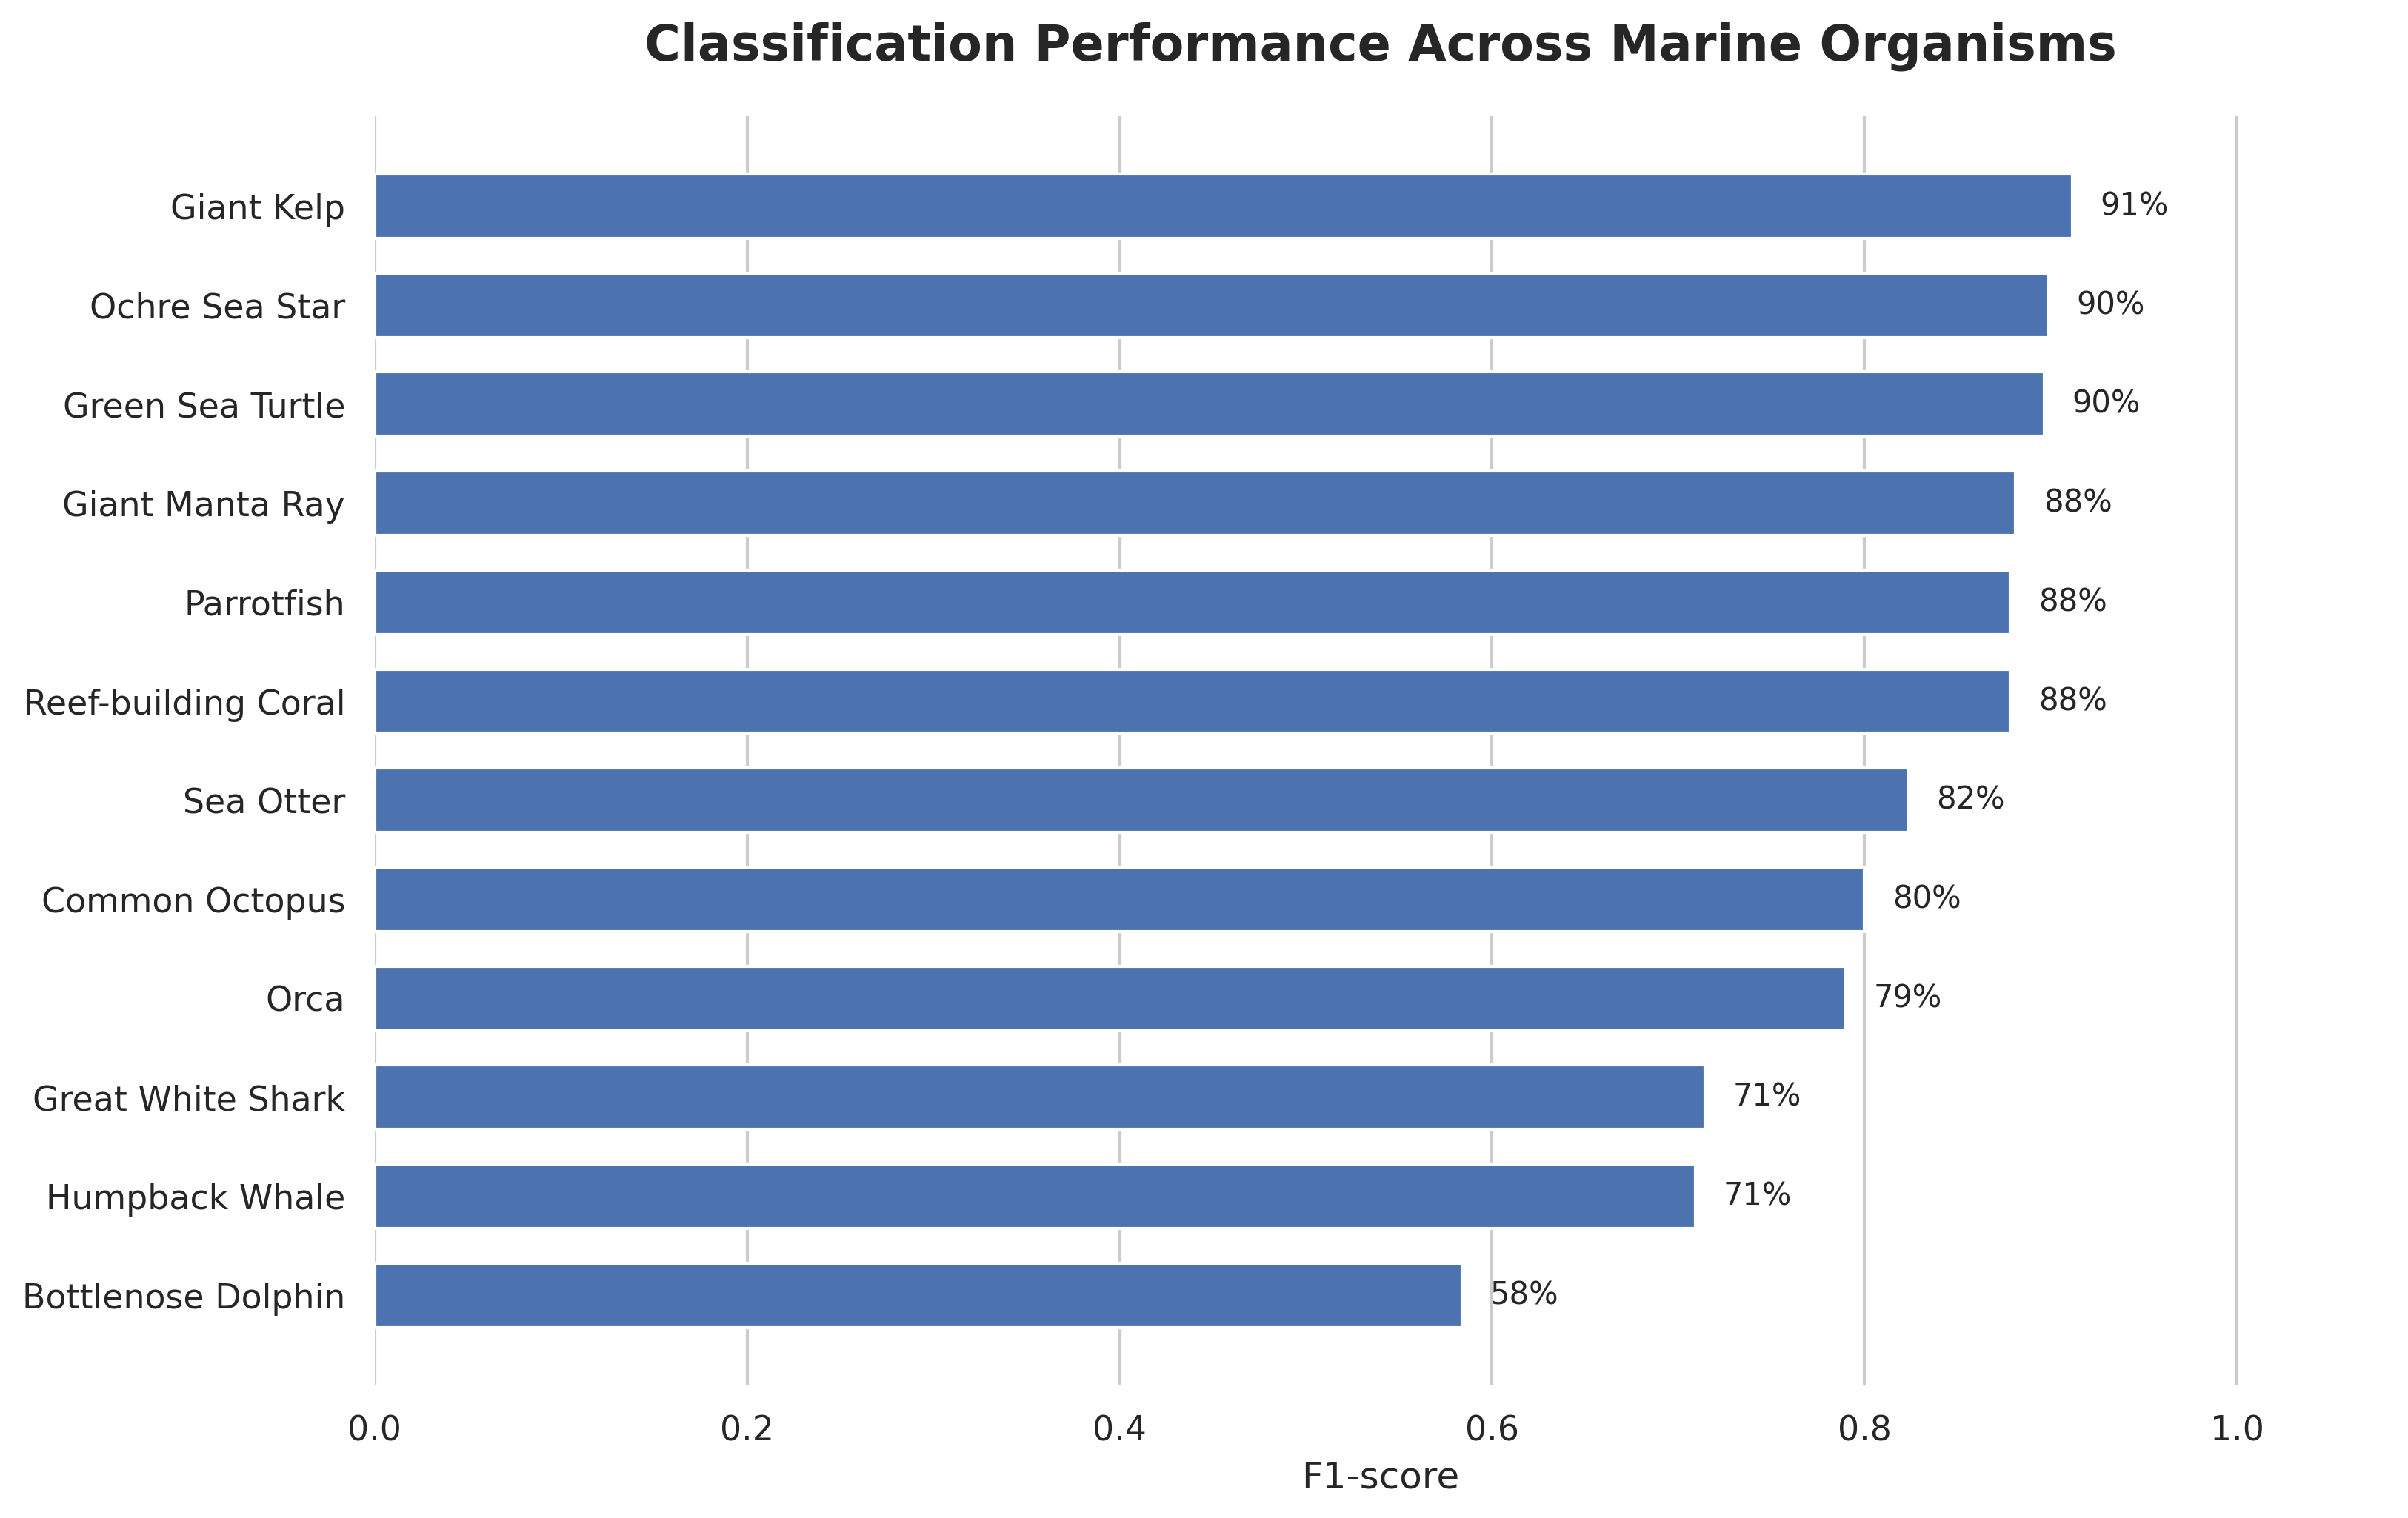 Classification Performance Across Marine Organisms
Giant Kelp 91%
Ochre Sea Star 90%
Green Sea Turtle 90%
Giant Manta Ray 88%
Parrotfish 88%
Reef-building Coral 88%
Sea Otter 82%
Common Octopus 80%
Orca 79%
Great White Shark 71%
Humpback Whale 71%
Bottlenose Dolphin 58%
0.0 0.2 0.4 0.6 0.8 1.0
F1-score